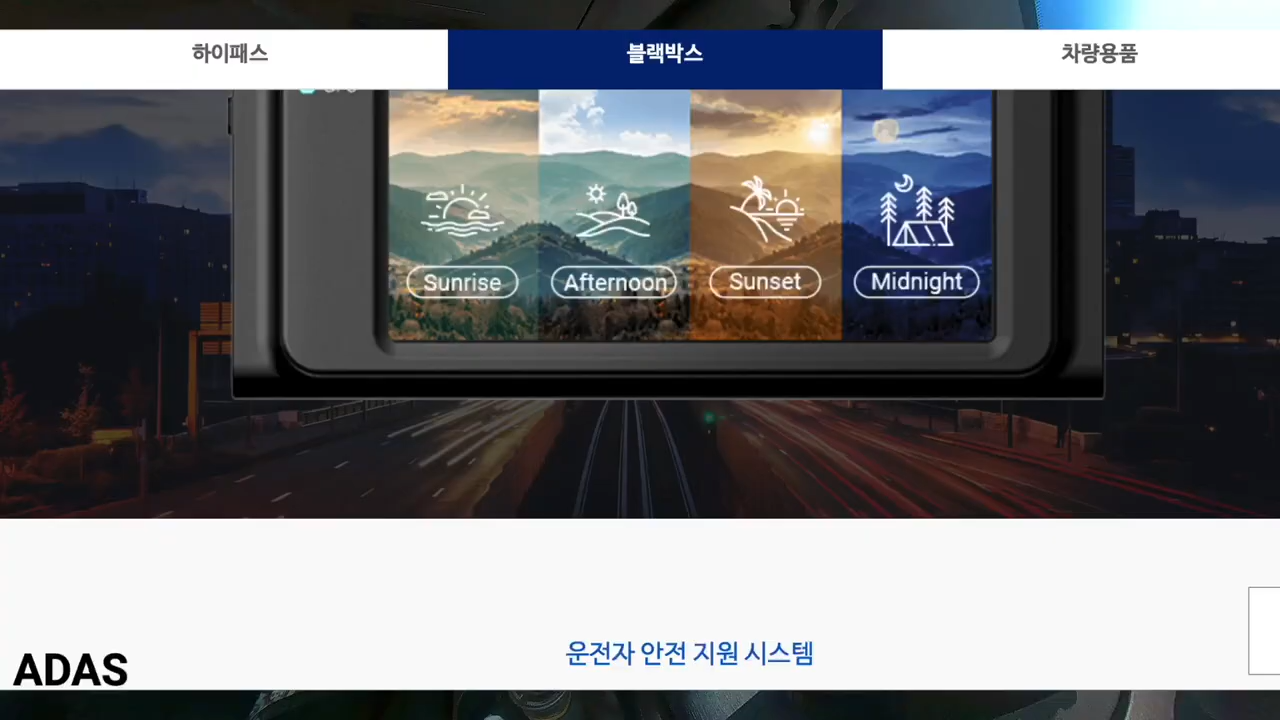 하이패스
블랙박스
차량용품
Sunrise
Afternoon
Sunset
Midnight
운전자 안전 지원 시스템
ADAS